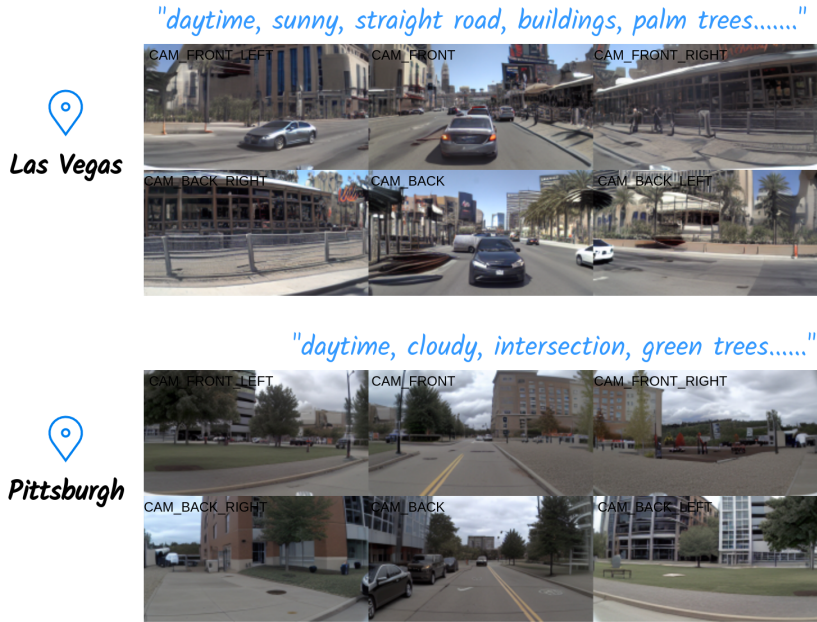 "daytime, sunny, straight road, buildings, palm trees......."
CAM_FRONT_LEFT CAM_FRONT CAM_FRONT_RIGHT
Las Vegas
CAM_BACK_RIGHT CAM_BACK CAM_BACK_LEFT
"daytime, cloudy, intersection, green trees......"
CAM_FRONT_LEFT CAM_FRONT CAM_FRONT_RIGHT
Pittsburgh
CAM_BACK_RIGHT CAM_BACK CAM_BACK_LEFT